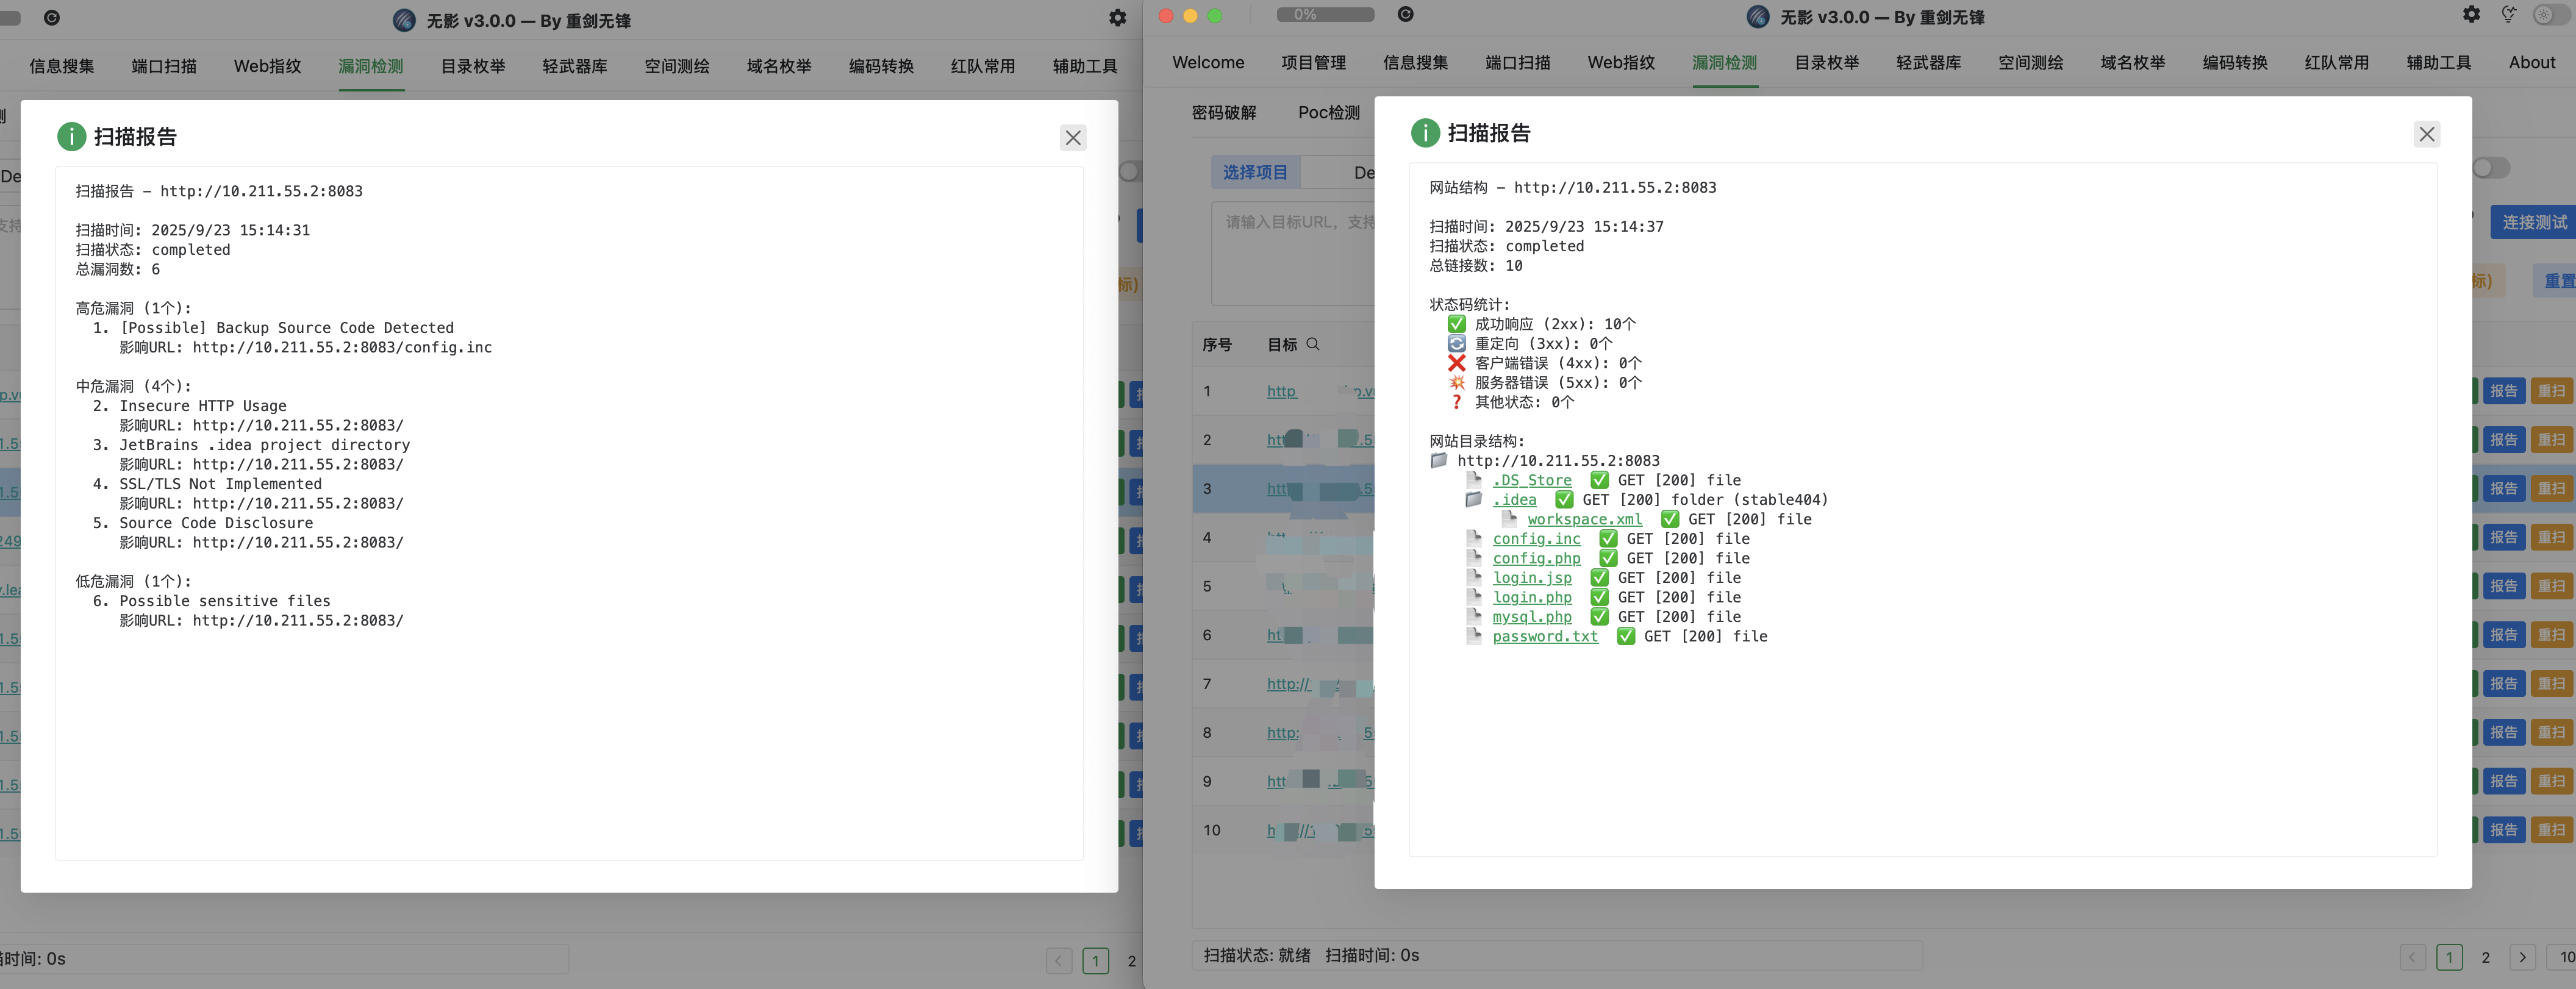 无影 v3.0.0 — By 重剑无锋
信息搜集 端口扫描 Web指纹 漏洞检测 目录枚举 轻武器库 空间测绘 域名枚举 编码转换 红队常用 辅助工具
扫描报告
扫描报告 – http://10.211.55.2:8083
扫描时间: 2025/9/23 15:14:31
扫描状态: completed
总漏洞数: 6
高危漏洞 (1个):
1. [Possible] Backup Source Code Detected
影响URL: http://10.211.55.2:8083/config.inc
中危漏洞 (4个):
2. Insecure HTTP Usage
影响URL: http://10.211.55.2:8083/
3. JetBrains .idea project directory
影响URL: http://10.211.55.2:8083/
4. SSL/TLS Not Implemented
影响URL: http://10.211.55.2:8083/
5. Source Code Disclosure
影响URL: http://10.211.55.2:8083/
低危漏洞 (1个):
6. Possible sensitive files
影响URL: http://10.211.55.2:8083/
De
支持
标)
描时间: 0s
1 2
0%
无影 v3.0.0 — By 重剑无锋
Welcome 项目管理 信息搜集 端口扫描 Web指纹 漏洞检测 目录枚举 轻武器库 空间测绘 域名枚举 编码转换 红队常用 辅助工具 About
密码破解 Poc检测
选择项目 De
请输入目标URL，支持
连接测试
标) 重置
序号 目标
1 报告 重扫
2 报告 重扫
3 报告 重扫
4 报告 重扫
5 报告 重扫
6 报告 重扫
7 http:// 报告 重扫
8 http: 报告 重扫
9 报告 重扫
10 报告 重扫
扫描报告
网站结构 – http://10.211.55.2:8083
扫描时间: 2025/9/23 15:14:37
扫描状态: completed
总链接数: 10
状态码统计:
✅ 成功响应 (2xx): 10个
🔄 重定向 (3xx): 0个
❌ 客户端错误 (4xx): 0个
💥 服务器错误 (5xx): 0个
❓ 其他状态: 0个
网站目录结构:
http://10.211.55.2:8083
.DS_Store ✅ GET [200] file
.idea ✅ GET [200] folder (stable404)
workspace.xml ✅ GET [200] file
config.inc ✅ GET [200] file
config.php ✅ GET [200] file
login.jsp ✅ GET [200] file
login.php ✅ GET [200] file
mysql.php ✅ GET [200] file
password.txt ✅ GET [200] file
扫描状态: 就绪 扫描时间: 0s
1 2 10